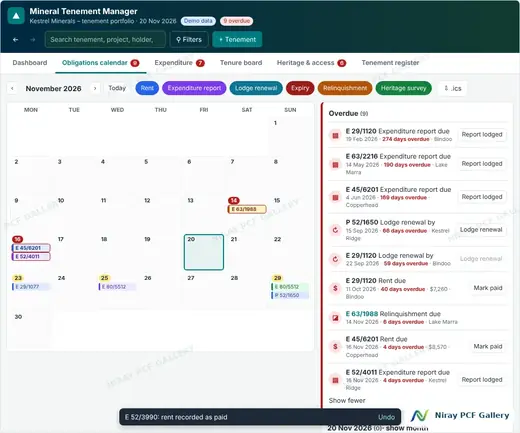 Mineral Tenement Manager
Kestrel Minerals – tenement portfolio · 20 Nov 2026 Demo data 9 overdue
Search tenement, project, holder, Filters + Tenement
Dashboard Obligations calendar 9 Expenditure 7 Tenure board Heritage & access 6 Tenement register
November 2026 Today Rent Expenditure report Lodge renewal Expiry Relinquishment Heritage survey .ics
MON TUE WED THU FRI SAT SUN
1
2 3 4 5 6 7 8
9 10 11 12 13 14 15
E 63/1988
16 17 18 19 20 21 22
E 45/6201
E 52/4011
23 24 25 26 27 28 29
E 29/1077 E 80/5512 E 80/5512
P 52/1650
30
Overdue (9)
E 29/1120 Expenditure report due
19 Feb 2026 · 274 days overdue · Bindoo
Report lodged
E 63/2216 Expenditure report due
14 May 2026 · 190 days overdue · Lake
Marra
Report lodged
E 45/6201 Expenditure report due
4 Jun 2026 · 169 days overdue ·
Copperhead
Report lodged
P 52/1650 Lodge renewal by
15 Sep 2026 · 66 days overdue · Kestrel
Ridge
Lodge renewal
E 29/1120 Lodge renewal by
22 Sep 2026 · 59 days overdue · Bindoo
Lodge renewal
E 29/1120 Rent due
11 Oct 2026 · 40 days overdue · $7,280 ·
Bindoo
Mark paid
E 63/1988 Relinquishment due
14 Nov 2026 · 6 days overdue · Lake Marra
E 45/6201 Rent due
16 Nov 2026 · 4 days overdue · $8,570 ·
Copperhead
Mark paid
E 52/4011 Expenditure report due
16 Nov 2026 · 4 days overdue · Kestrel
Ridge
Report lodged
Show fewer
20 Nov 2026 (0) · show month
E 52/3990: rent recorded as paid Undo
Niray PCF Gallery